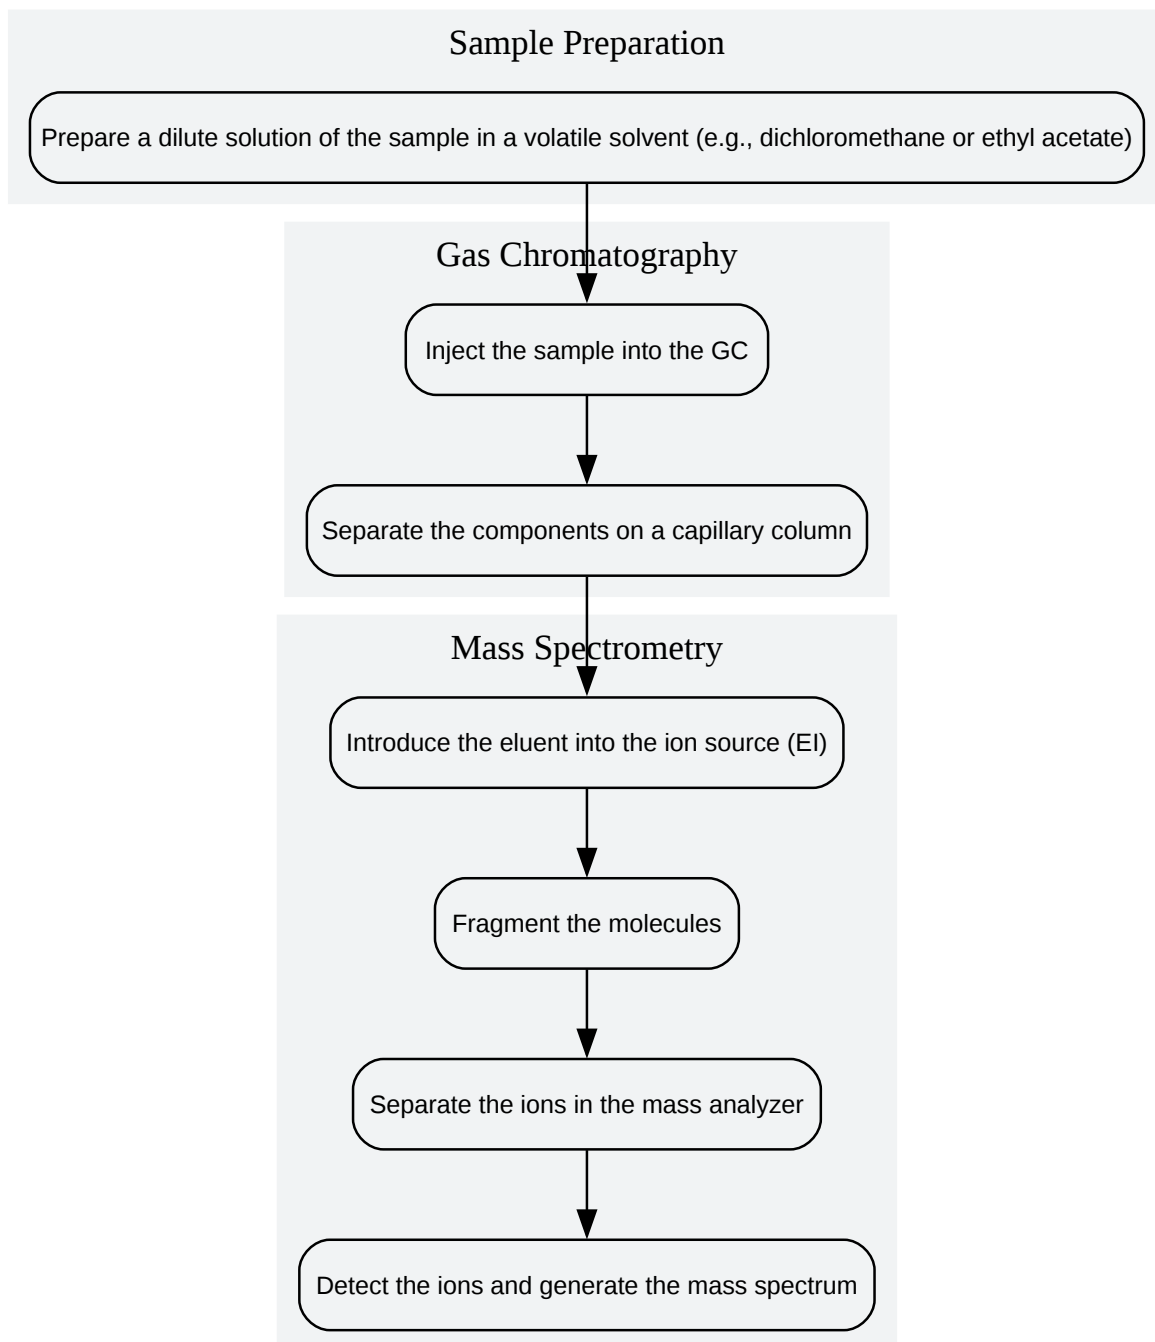 Sample Preparation
Prepare a dilute solution of the sample in a volatile solvent (e.g., dichloromethane or ethyl acetate)
Gas Chromatography
Inject the sample into the GC
Separate the components on a capillary column
Mass Spectrometry
Introduce the eluent into the ion source (EI)
Fragment the molecules
Separate the ions in the mass analyzer
Detect the ions and generate the mass spectrum